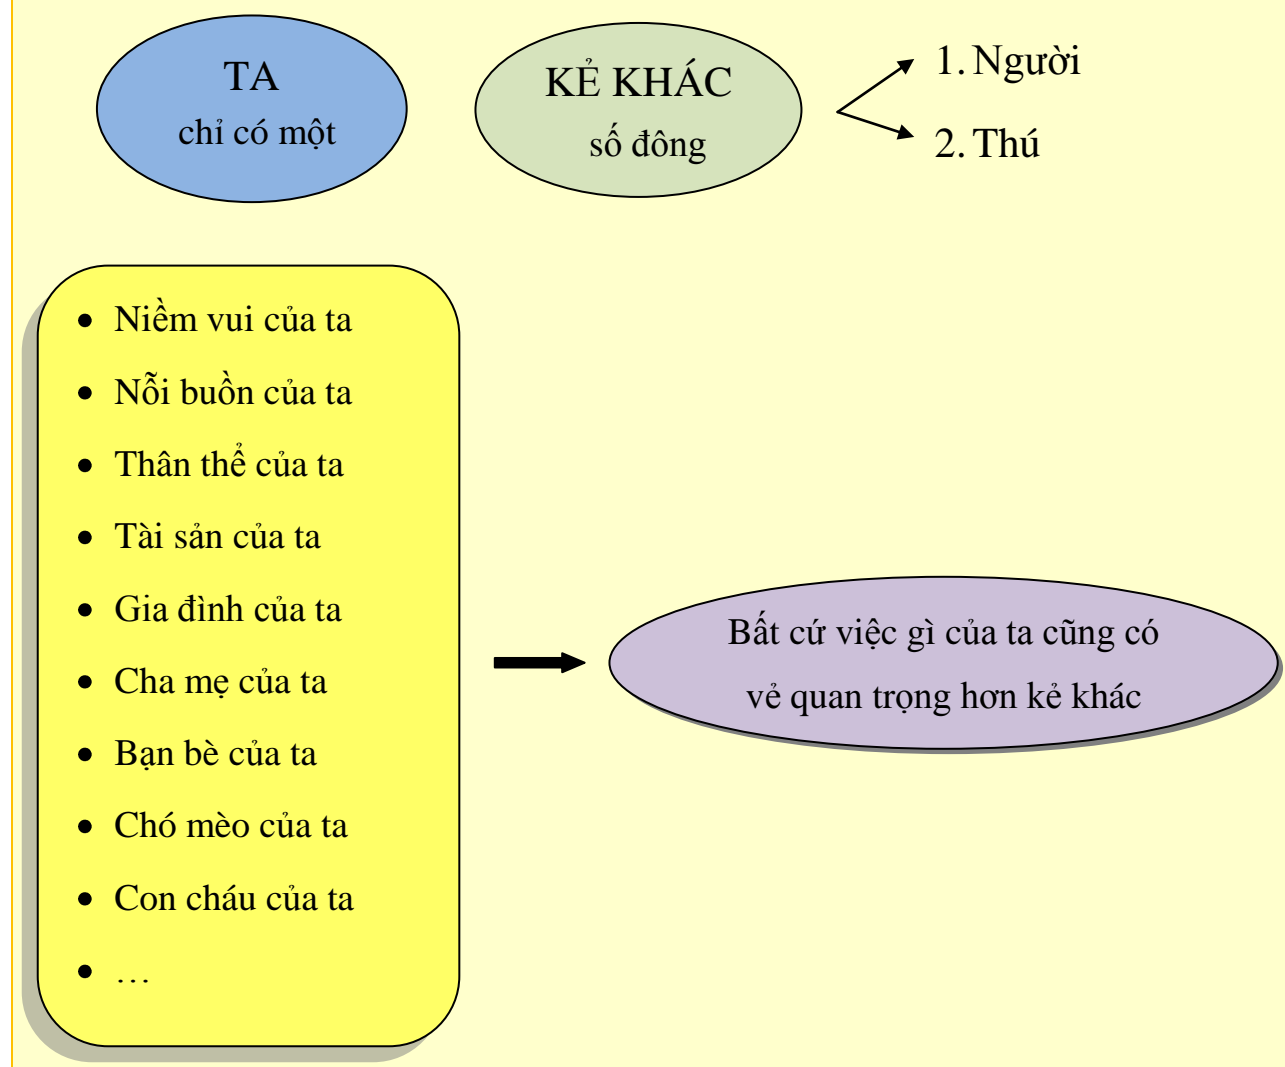 TA
chỉ có một
KẺ KHÁC
số đông
1. Người
2. Thú
• Niềm vui của ta
• Nỗi buồn của ta
• Thân thể của ta
• Tài sản của ta
• Gia đình của ta
• Cha mẹ của ta
• Bạn bè của ta
• Chó mèo của ta
• Con cháu của ta
• …
Bất cứ việc gì của ta cũng có
vẻ quan trọng hơn kẻ khác